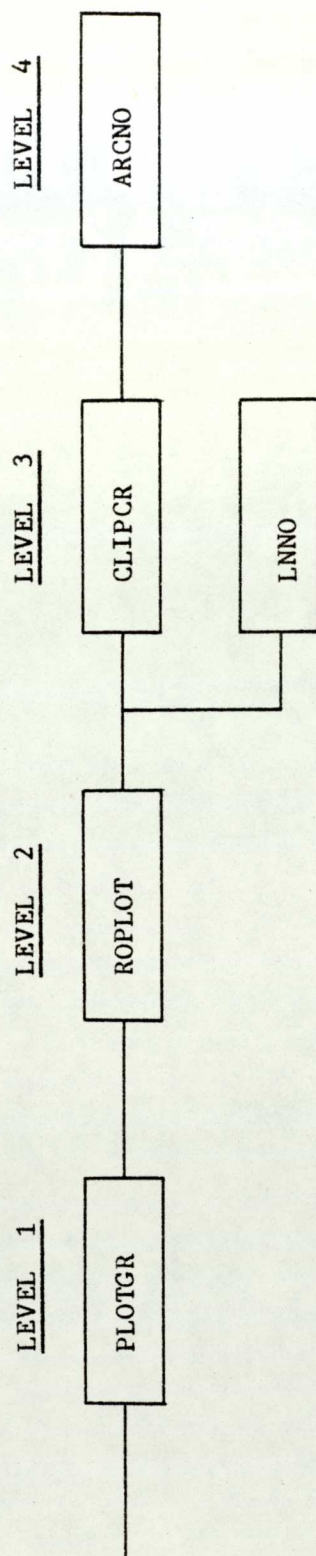 LEVEL 1
LEVEL 2
LEVEL 3
LEVEL 4
PLOTGR
ROPLOT
CLIPCR
ARCNO
LNNO